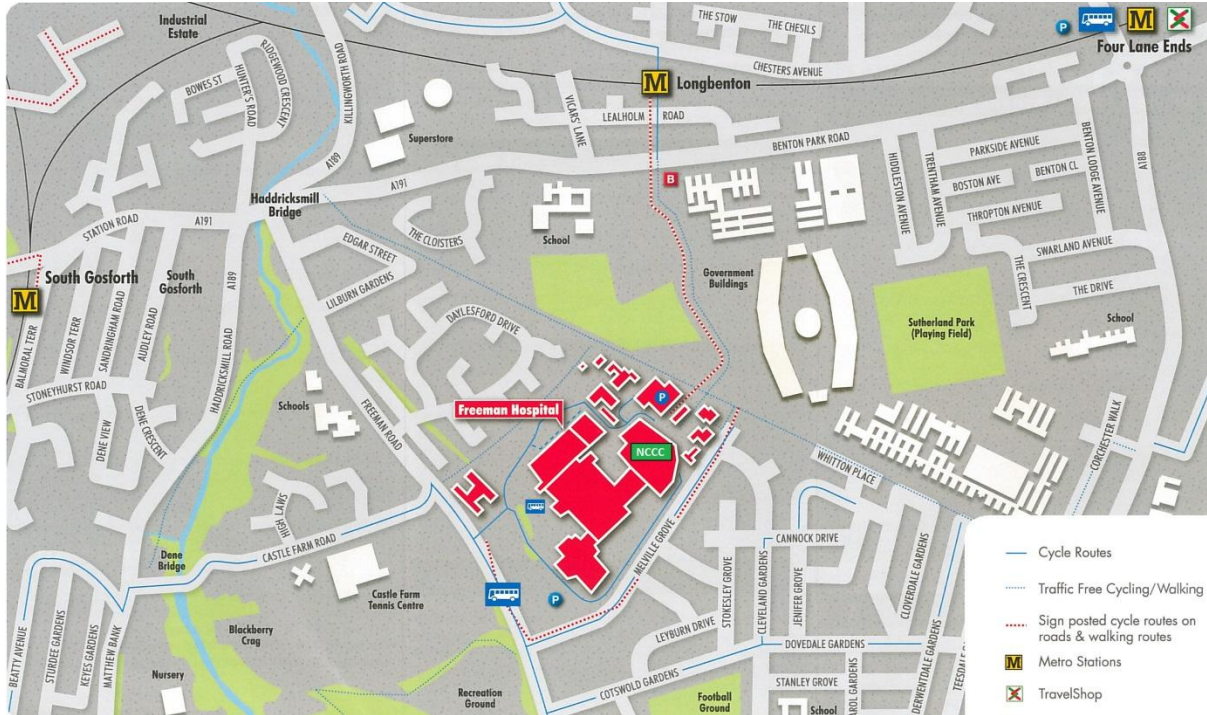 Industrial
Estate
BOWES ST
HUNTER'S ROAD
RIDGEWOOD CRESCENT
KILLINGWORTH ROAD
A189
Superstore
VICARS' LANE
LEALHOLM ROAD
M
Longbenton
THE STOW
THE CHESILS
CHESTERS AVENUE
P
M
Four Lane Ends
BENTON PARK ROAD
A191
B
HIDDLESTON AVENUE
TRENTHAM AVENUE
PARKSIDE AVENUE
BOSTON AVE
BENTON CL
BENTON LODGE AVENUE
A188
THROPTON AVENUE
SWARLAND AVENUE
THE CRESCENT
THE DRIVE
School
Haddricksmill
Bridge
STATION ROAD
A191
South Gosforth
M
South
Gosforth
A189
EDGAR STREET
LILBURN GARDENS
THE CLOISTERS
School
Government
Buildings
Sutherland Park
(Playing Field)
DAYLESFORD DRIVE
BALMORAL TERR
WINDSOR TERR
SANDRINGHAM ROAD
AUDLEY ROAD
HADDRICKSMILL ROAD
STONEYHURST ROAD
DENE VIEW
DENE CRESCENT
Schools
FREEMAN ROAD
Freeman Hospital
P
NCCC
WHITTON PLACE
CORCHESTER WALK
HIGH LAWS
CASTLE FARM ROAD
Dene
Bridge
Castle Farm
Tennis Centre
P
MELVILLE GROVE
CANNOCK DRIVE
STOKESLEY GROVE
CLEVELAND GARDENS
JENIFER GROVE
CLOVERDALE GARDENS
LEYBURN DRIVE
DOVEDALE GARDENS
BEATTY AVENUE
STURDEE GARDENS
KEYES GARDENS
MATTHEW BANK
Blackberry
Crag
Nursery
Recreation
Ground
COTSWOLD GARDENS
Football
Ground
STANLEY GROVE
School
AROL GARDENS
DERWENTDALE GARDENS
TEESD
Cycle Routes
Traffic Free Cycling/Walking
Sign posted cycle routes on
roads & walking routes
M
Metro Stations
TravelShop